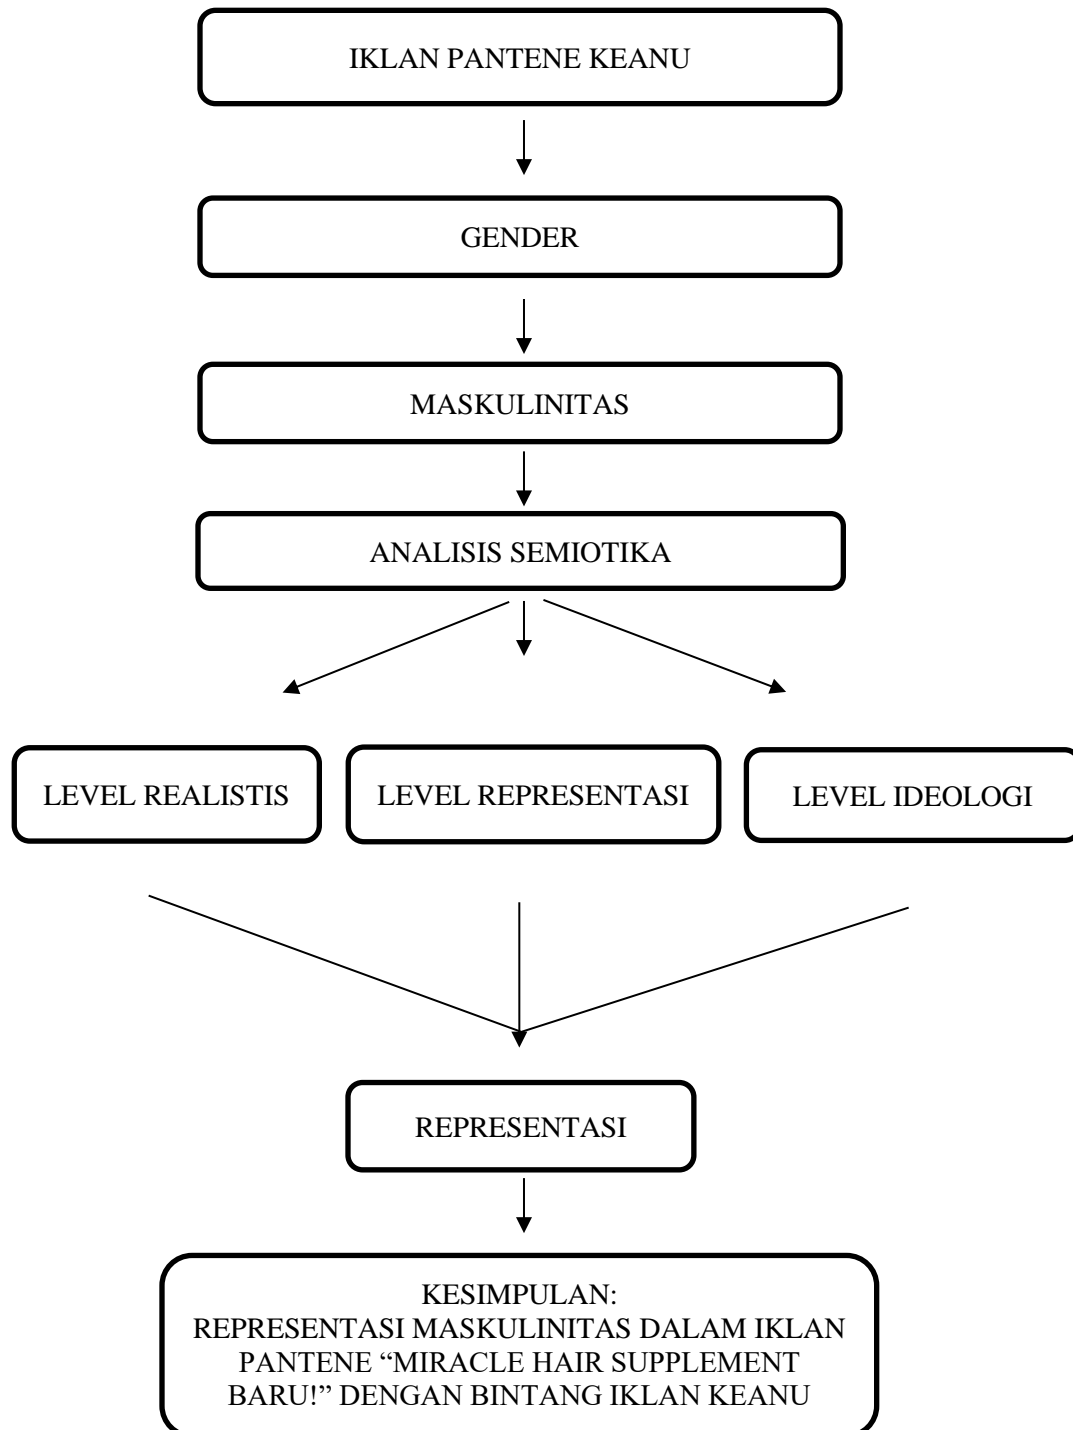 IKLAN PANTENE KEANU
GENDER
MASKULINITAS
ANALISIS SEMIOTIKA
LEVEL REALISTIS
LEVEL REPRESENTASI
LEVEL IDEOLOGI
REPRESENTASI
KESIMPULAN:
REPRESENTASI MASKULINITAS DALAM IKLAN
PANTENE “MIRACLE HAIR SUPPLEMENT
BARU!” DENGAN BINTANG IKLAN KEANU